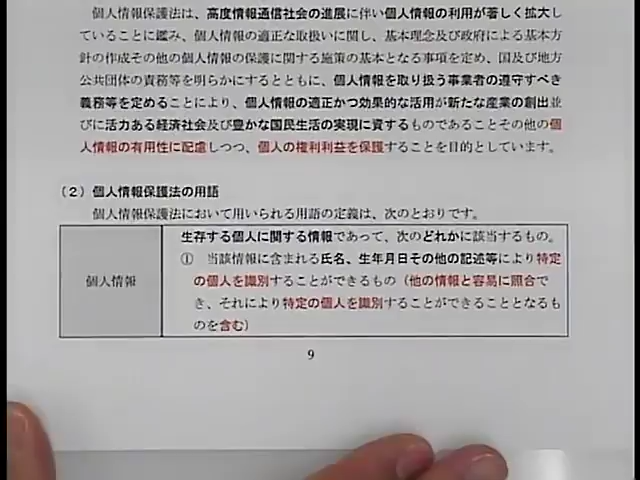 個人情報保護法は、高度情報通信社会の進展に伴い個人情報の利用が著しく拡大し
ていることに鑑み、個人情報の適正な取扱いに関し、基本理念及び政府による基本方
針の作成その他の個人情報の保護に関する施策の基本となる事項を定め、国及び地方
公共団体の責務等を明らかにするとともに、個人情報を取り扱う事業者の遵守すべき
義務等を定めることにより、個人情報の適正かつ効果的な活用が新たな産業の創出並
びに活力ある経済社会及び豊かな国民生活の実現に資するものであることその他の個
人情報の有用性に配慮しつつ、個人の権利利益を保護することを目的としています。
(2) 個人情報保護法の用語
個人情報保護法において用いられる用語の定義は、次のとおりです。
個人情報
生存する個人に関する情報であって、次のどれかに該当するもの。
① 当該情報に含まれる氏名、生年月日その他の記述等により特定
の個人を識別することができるもの（他の情報と容易に照合で
き、それにより特定の個人を識別することができることとなるも
のを含む）
9